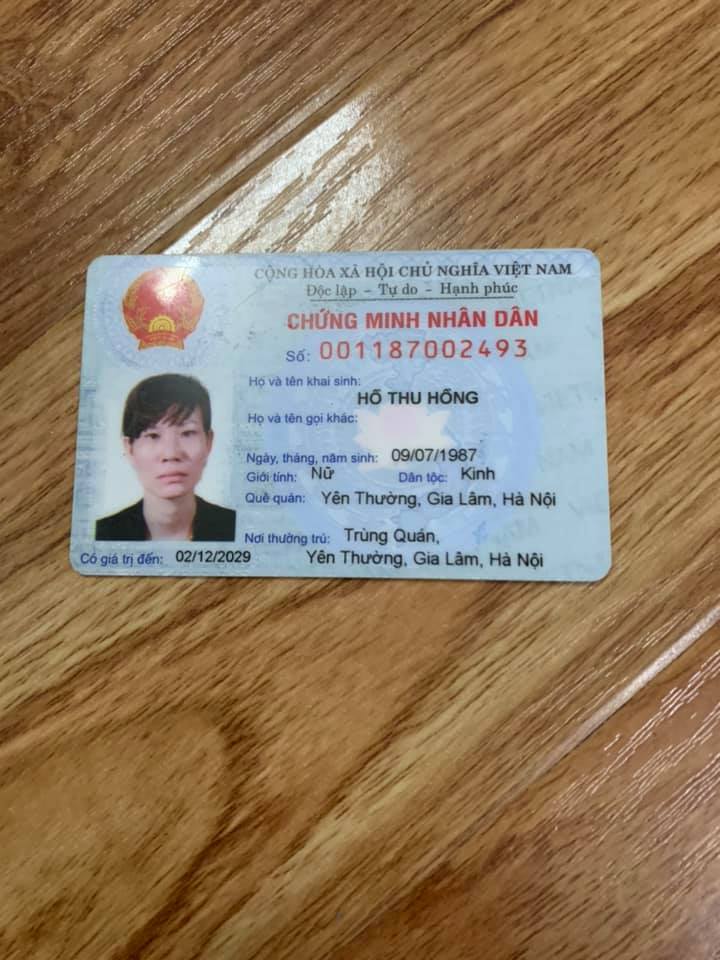 CỘNG HÒA XÃ HỘI CHỦ NGHĨA VIỆT NAM
Độc lập - Tự do - Hạnh phúc
CHỨNG MINH NHÂN DÂN
Số: 001187002493
Họ và tên khai sinh:
HỒ THU HỒNG
Họ và tên gọi khác:
Ngày, tháng, năm sinh: 09/07/1987
Giới tính: Nữ Dân tộc: Kinh
Quê quán: Yên Thường, Gia Lâm, Hà Nội
Nơi thường trú: Trùng Quán,
Yên Thường, Gia Lâm, Hà Nội
Có giá trị đến: 02/12/2029